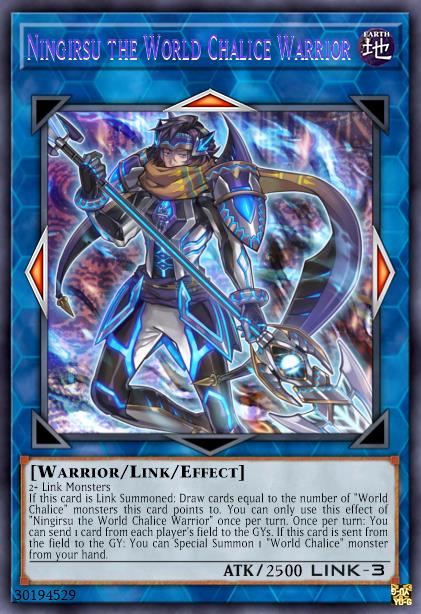 Ningirsu the World Chalice Warrior
EARTH
地
[Warrior/Link/Effect]
2+ Link Monsters
If this card is Link Summoned: Draw cards equal to the number of "World
Chalice" monsters this card points to. You can only use this effect of
"Ningirsu the World Chalice Warrior" once per turn. Once per turn: You
can send 1 card from each player's field to the GYs. If this card is sent
from the field to the GY: You can Special Summon 1 "World Chalice" monster
from your hand.
ATK/2500 LINK-3
30194529